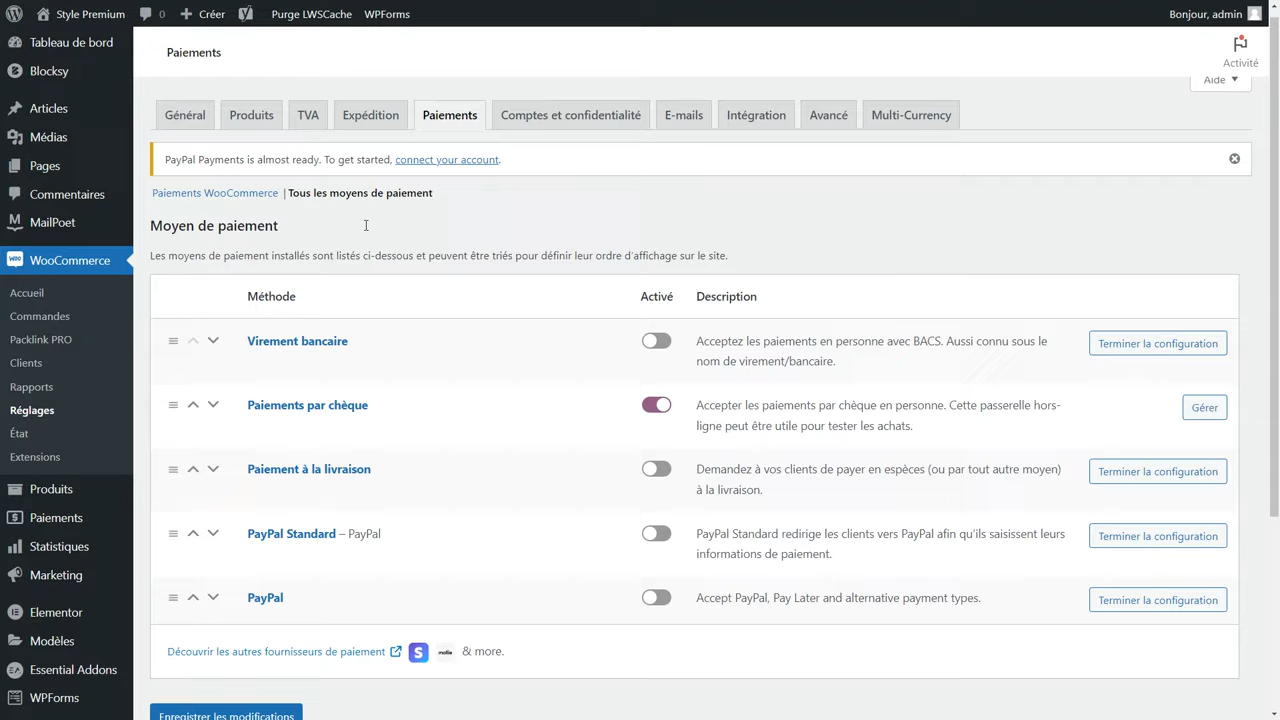 Style Premium
0
Créer
Purge LWSCache
WPForms
Bonjour, admin
Tableau de bord
Blocksy
Articles
Médias
Pages
Commentaires
MailPoet
WooCommerce
Accueil
Commandes
Packlink PRO
Clients
Rapports
Réglages
État
Extensions
Produits
Paiements
Statistiques
Marketing
Elementor
Modèles
Essential Addons
WPForms
Paiements
Activité
Aide
Général
Produits
TVA
Expédition
Paiements
Comptes et confidentialité
E-mails
Intégration
Avancé
Multi-Currency
PayPal Payments is almost ready. To get started, connect your account.
Paiements WooCommerce | Tous les moyens de paiement
Moyen de paiement
Les moyens de paiement installés sont listés ci-dessous et peuvent être triés pour définir leur ordre d'affichage sur le site.
Méthode
Activé
Description
Virement bancaire
Acceptez les paiements en personne avec BACS. Aussi connu sous le
nom de virement/bancaire.
Terminer la configuration
Paiements par chèque
Accepter les paiements par chèque en personne. Cette passerelle hors-
ligne peut être utile pour tester les achats.
Gérer
Paiement à la livraison
Demandez à vos clients de payer en espèces (ou par tout autre moyen)
à la livraison.
Terminer la configuration
PayPal Standard – PayPal
PayPal Standard redirige les clients vers PayPal afin qu'ils saisissent leurs
informations de paiement.
Terminer la configuration
PayPal
Accept PayPal, Pay Later and alternative payment types.
Terminer la configuration
Découvrir les autres fournisseurs de paiement
S
mollie
& more.
Enregistrer les modifications